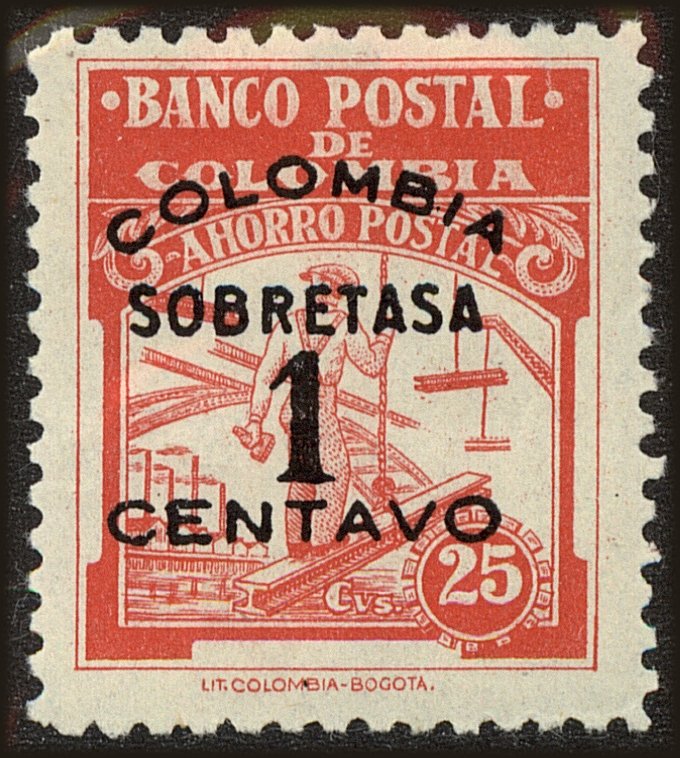 •BANCO POSTAL•
DE
COLOMBIA
COLOMBIA
AHORRO POSTAL
SOBRETASA
1
CENTAVO
Cvs. 25
LIT. COLOMBIA-BOGOTA.